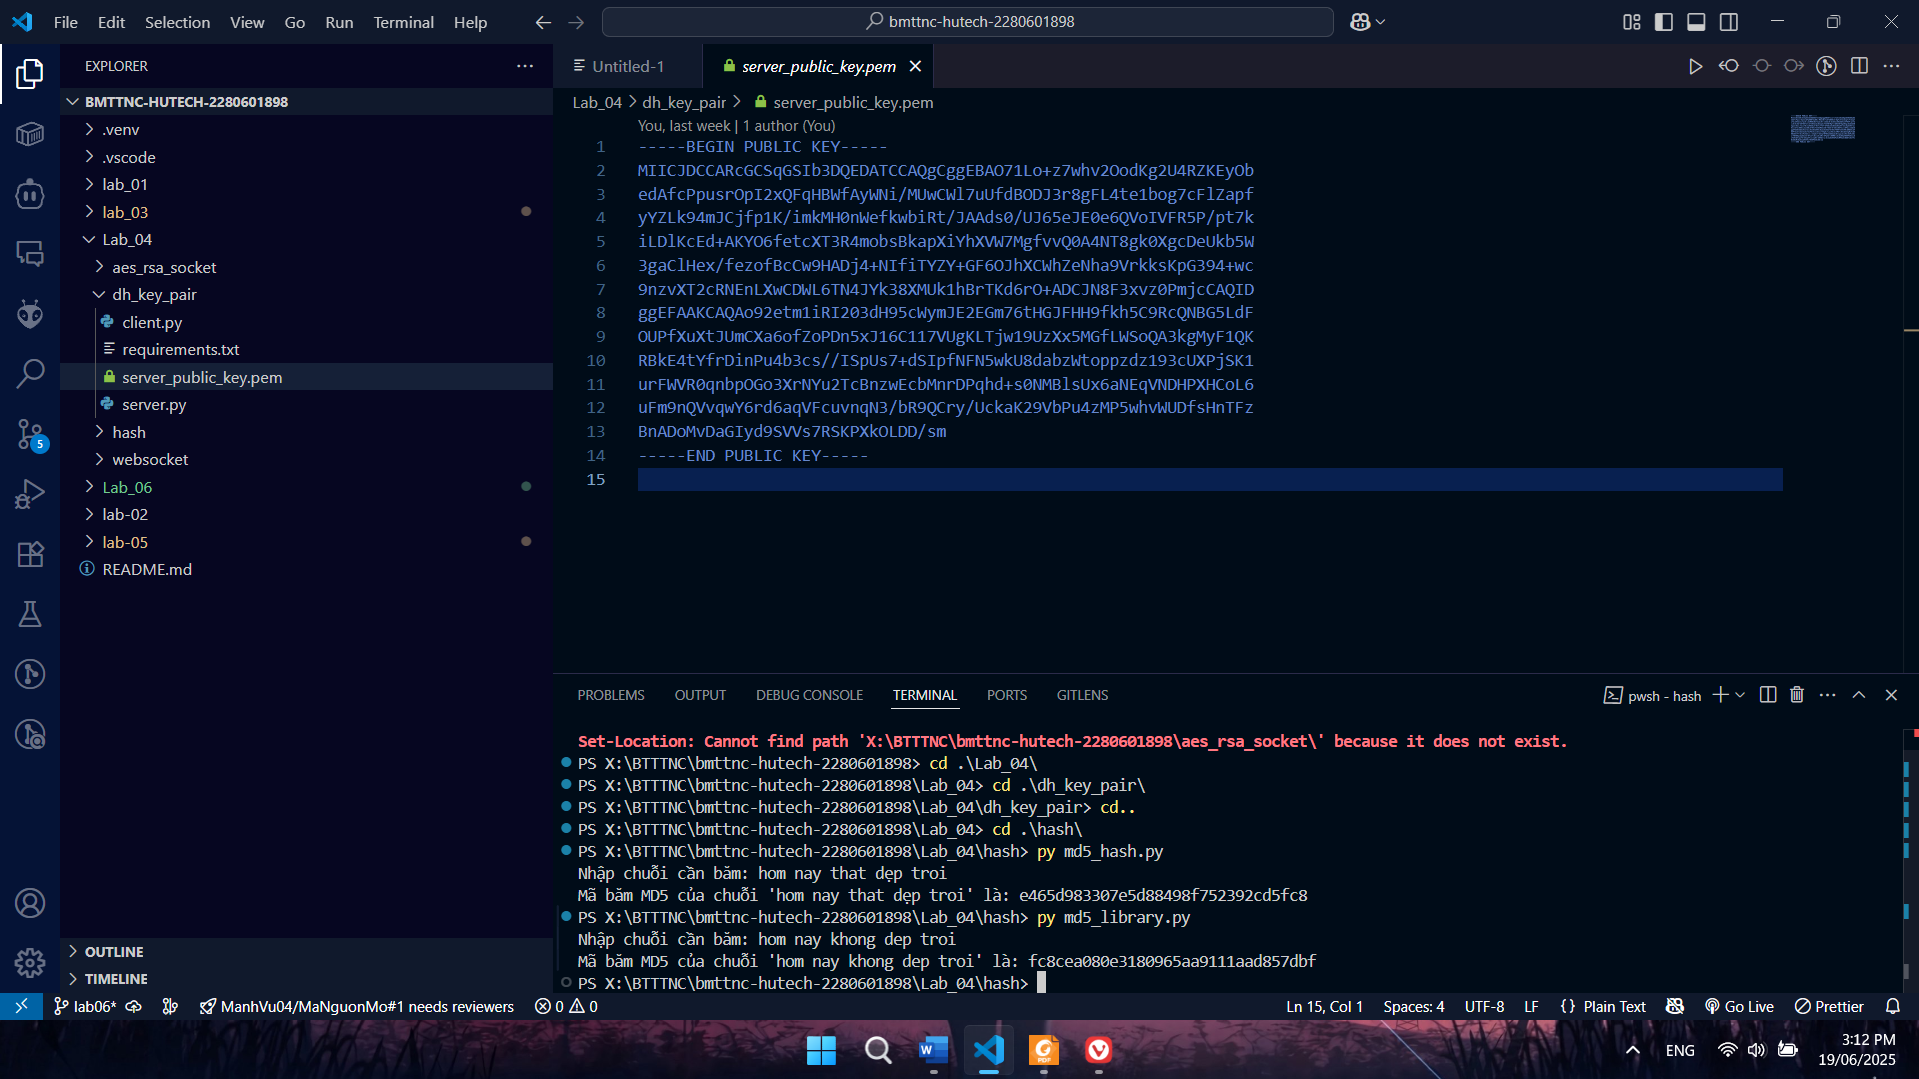 File Edit Selection View Go Run Terminal Help
bmttnc-hutech-2280601898
EXPLORER
BMTTNC-HUTECH-2280601898
.venv
.vscode
lab_01
lab_03
Lab_04
aes_rsa_socket
dh_key_pair
client.py
requirements.txt
server_public_key.pem
server.py
hash
websocket
Lab_06
lab-02
lab-05
README.md
OUTLINE
TIMELINE
5
Untitled-1
server_public_key.pem
Lab_04 > dh_key_pair > server_public_key.pem
You, last week | 1 author (You)
1 -----BEGIN PUBLIC KEY-----
2 MIICJDCCARcGCSqGSIb3DQEDATCCAQgCggEBAO71Lo+z7whv2OodKg2U4RZKEyOb
3 edAfcPpusrOpI2xQFqHBWfAyWNi/MUwCWl7uUfdBODJ3r8gFL4te1bog7cFlZapf
4 yYZLk94mJCjfp1K/imkMH0nWefkwbiRt/JAAds0/UJ65eJE0e6QVoIVFR5P/pt7k
5 iLDlKcEd+AKYO6fetcXT3R4mobsBkapXiYhXVW7MgfvvQ0A4NT8gk0XgcDeUkb5W
6 3gaClHex/fezofBcCw9HADj4+NIfiTYZY+GF6OJhXCWhZeNha9VrkksKpG394+wc
7 9nzvXT2cRNEnLXwCDWL6TN4JYk38XMUk1hBrTKd6rO+ADCJN8F3xvz0PmjcCAQID
8 ggEFAAKCAQAo92etm1iRI203dH95cWymJE2EGm76tHGJFHH9fkh5C9RcQNBG5LdF
9 OUPfXuXtJUmCXa6ofZoPDn5xJ16C117VUgKLTjw19UzXx5MGfLWSoQA3kgMyF1QK
10 RBkE4tYfrDinPu4b3cs//ISpUs7+dSIpfNFN5wkU8dabzWtoppzdz193cUXPjSK1
11 urFWVR0qnbpOGo3XrNYu2TcBnzwEcbMnrDPqhd+s0NMBlsUx6aNEqVNDHPXHCoL6
12 uFm9nQVvqwY6rd6aqVFcuvnqN3/bR9QCry/UckaK29VbPu4zMP5whvWUDfsHnTFz
13 BnADoMvDaGIyd9SVVs7RSKPXkOLDD/sm
14 -----END PUBLIC KEY-----
15
PROBLEMS OUTPUT DEBUG CONSOLE TERMINAL PORTS GITLENS
pwsh - hash
Set-Location: Cannot find path 'X:\BTTTNC\bmttnc-hutech-2280601898\aes_rsa_socket\' because it does not exist.
PS X:\BTTTNC\bmttnc-hutech-2280601898> cd .\Lab_04\
PS X:\BTTTNC\bmttnc-hutech-2280601898\Lab_04> cd .\dh_key_pair\
PS X:\BTTTNC\bmttnc-hutech-2280601898\Lab_04\dh_key_pair> cd..
PS X:\BTTTNC\bmttnc-hutech-2280601898\Lab_04> cd .\hash\
PS X:\BTTTNC\bmttnc-hutech-2280601898\Lab_04\hash> py md5_hash.py
Nhập chuỗi cần băm: hom nay that dẹp troi
Mã băm MD5 của chuỗi 'hom nay that dẹp troi' là: e465d983307e5d88498f752392cd5fc8
PS X:\BTTTNC\bmttnc-hutech-2280601898\Lab_04\hash> py md5_library.py
Nhập chuỗi cần băm: hom nay khong dep troi
Mã băm MD5 của chuỗi 'hom nay khong dep troi' là: fc8cea080e3180965aa9111aad857dbf
PS X:\BTTTNC\bmttnc-hutech-2280601898\Lab_04\hash>
lab06* ManhVu04/MaNguonMo#1 needs reviewers 0 0 Ln 15, Col 1 Spaces: 4 UTF-8 LF {} Plain Text Go Live Prettier
ENG
3:12 PM
19/06/2025